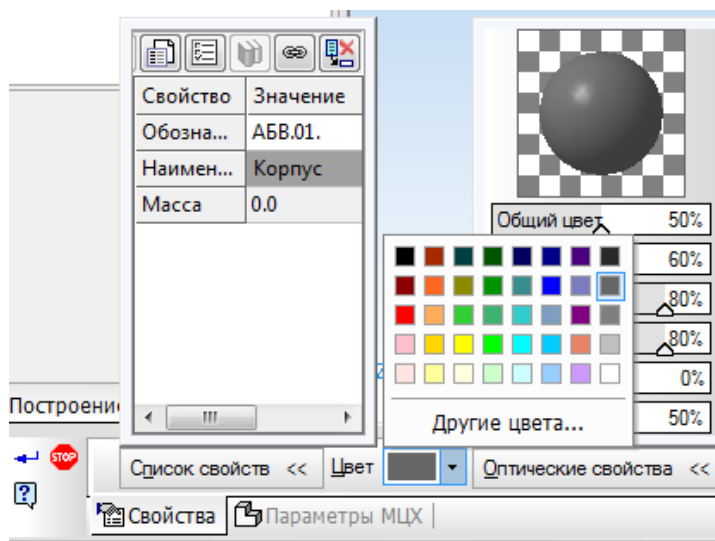 Свойство Значение
Обозна... АБВ.01.
Наимен... Корпус
Масса 0.0
Общий цвет 50%
60%
80%
80%
0%
50%
Другие цвета...
Построени
STOP
Список свойств << Цвет Оптические свойства <<
Свойства Параметры МЦХ